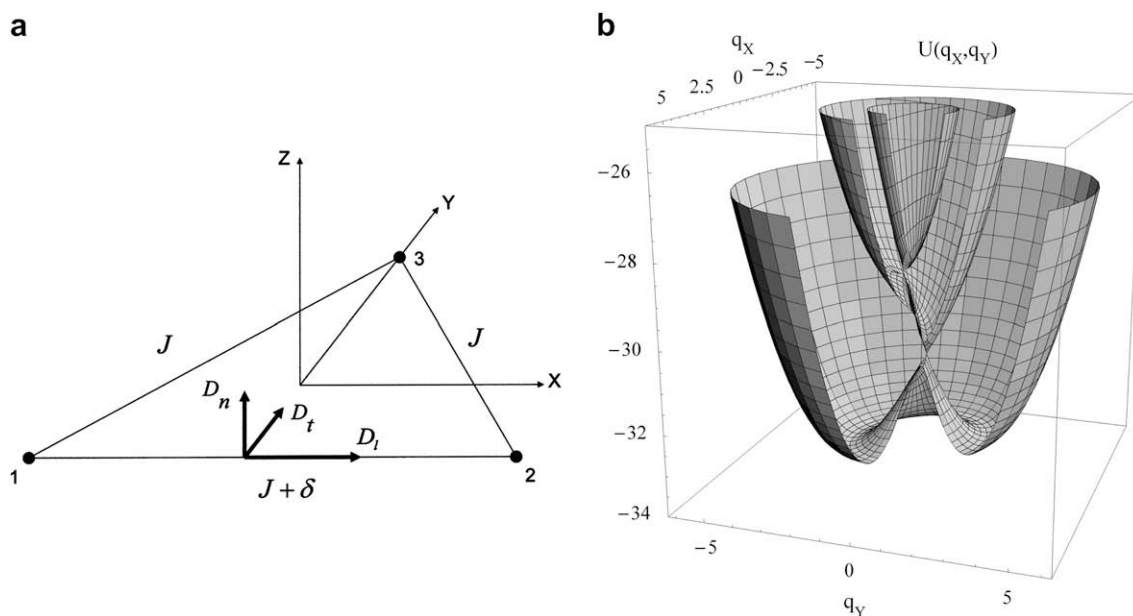 a
Z
Y
3
J
J
X
D_n
D_t
D_l
1
2
J + δ
b
q_X
U(q_X,q_Y)
5
2.5
0
−2.5
−5
−26
−28
−30
−32
−34
−5
0
5
q_Y